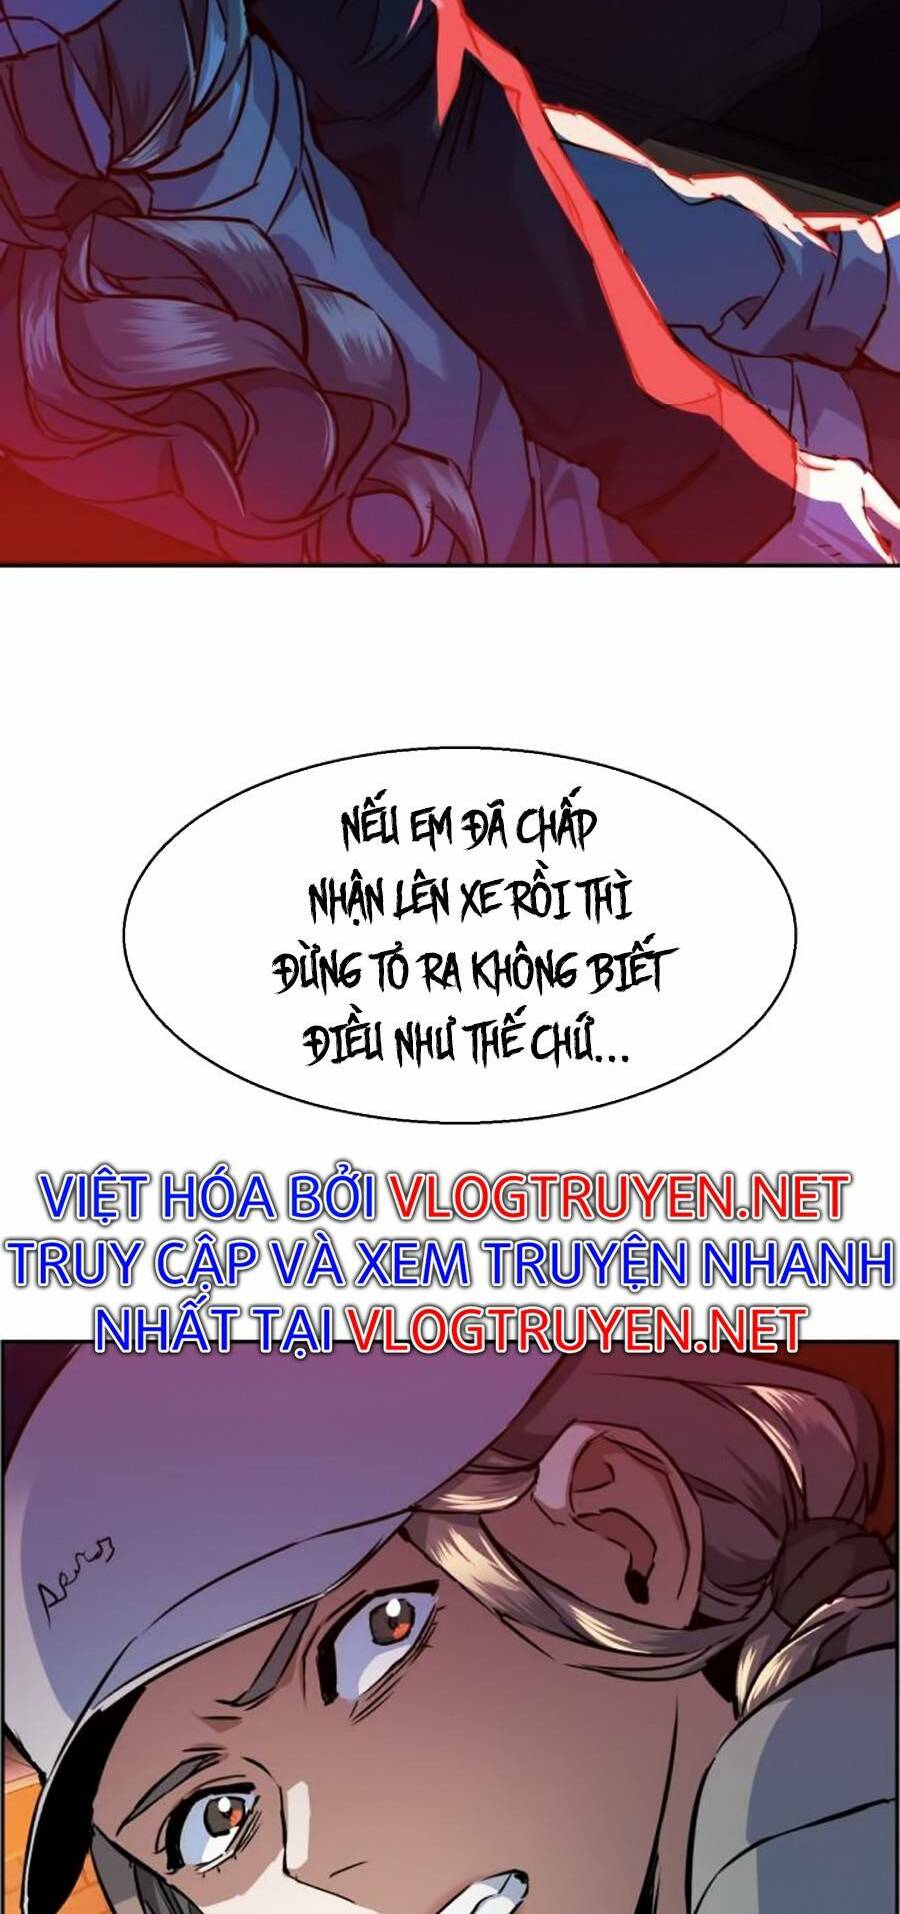 NẾU EM ĐÃ CHẤP
NHẬN LÊN XE RỒI THÌ
ĐỪNG TỎ RA KHÔNG BIẾT
ĐIỀU NHƯ THẾ CHỨ...
VIỆT HÓA BỞI VLOGTRUYEN.NET
TRUY CẬP VÀ XEM TRUYỆN NHANH
NHẤT TẠI VLOGTRUYEN.NET